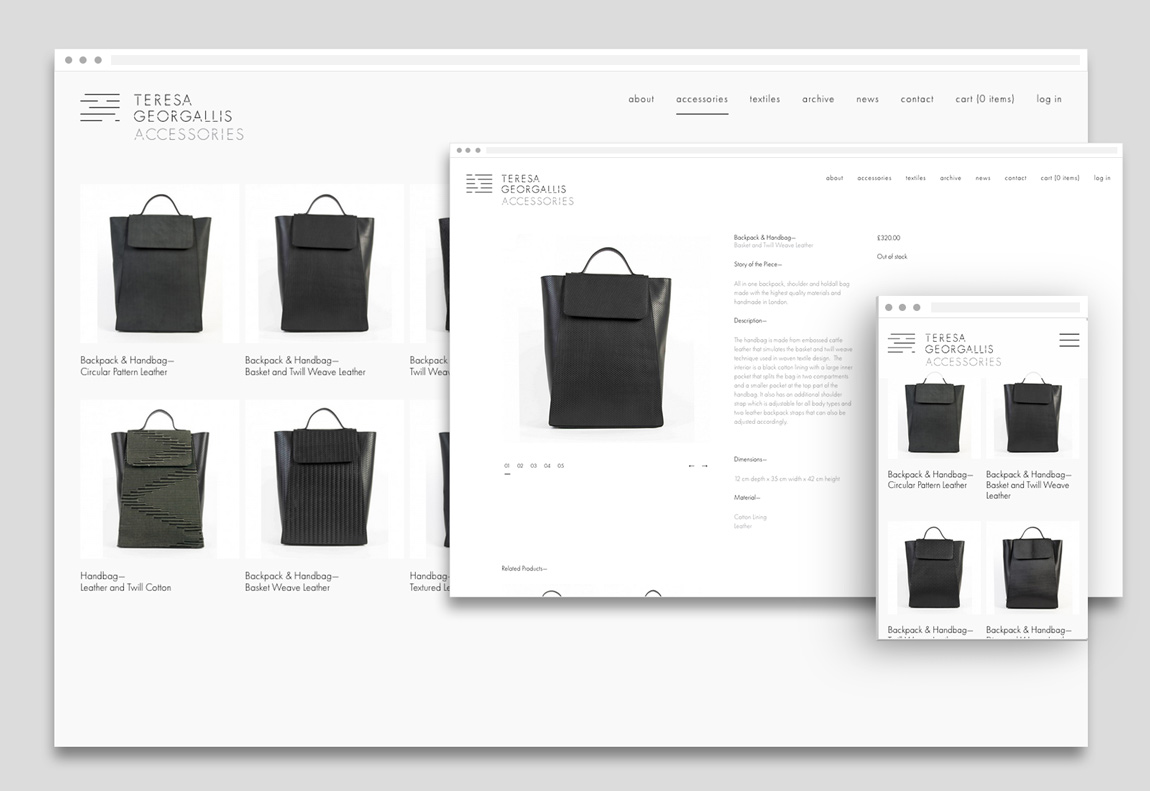 TERESA
GEORGALLIS
ACCESSORIES
about accessories textiles archive news contact cart (0 items) log in
Backpack & Handbag—
Circular Pattern Leather
Backpack & Handbag—
Basket and Twill Weave Leather
Backpack
Twill Wea
Handbag—
Leather and Twill Cotton
Backpack & Handbag—
Basket Weave Leather
Handbag-
Textured Le
TERESA
GEORGALLIS
ACCESSORIES
about accessories textiles archive news contact cart (0 items) log in
01 02 03 04 05
Backpack & Handbag—
Basket and Twill Weave Leather
Story of the Piece—
All in one backpack, shoulder and holdall bag
made with the highest quality materials and
handmade in London.
Description—
The handbag is made from embossed cattle
leather that simulates the basket and twill weave
technique used in woven textile design. The
interior is a black cotton lining with a large inner
pocket that splits the bag in two compartments
and a smaller pocket at the top part of the
handbag. It also has an additional shoulder
strap which is adjustable for all body types and
two leather backpack straps that can also be
adjusted accordingly.
Dimensions—
12 cm depth x 35 cm width x 42 cm height
Material—
Cotton Lining
Leather
£320.00
Out of stock
Related Products—
TERESA
GEORGALLIS
ACCESSORIES
Backpack & Handbag—
Circular Pattern Leather
Backpack & Handbag—
Basket and Twill Weave
Leather
Backpack & Handbag—
Backpack & Handbag—